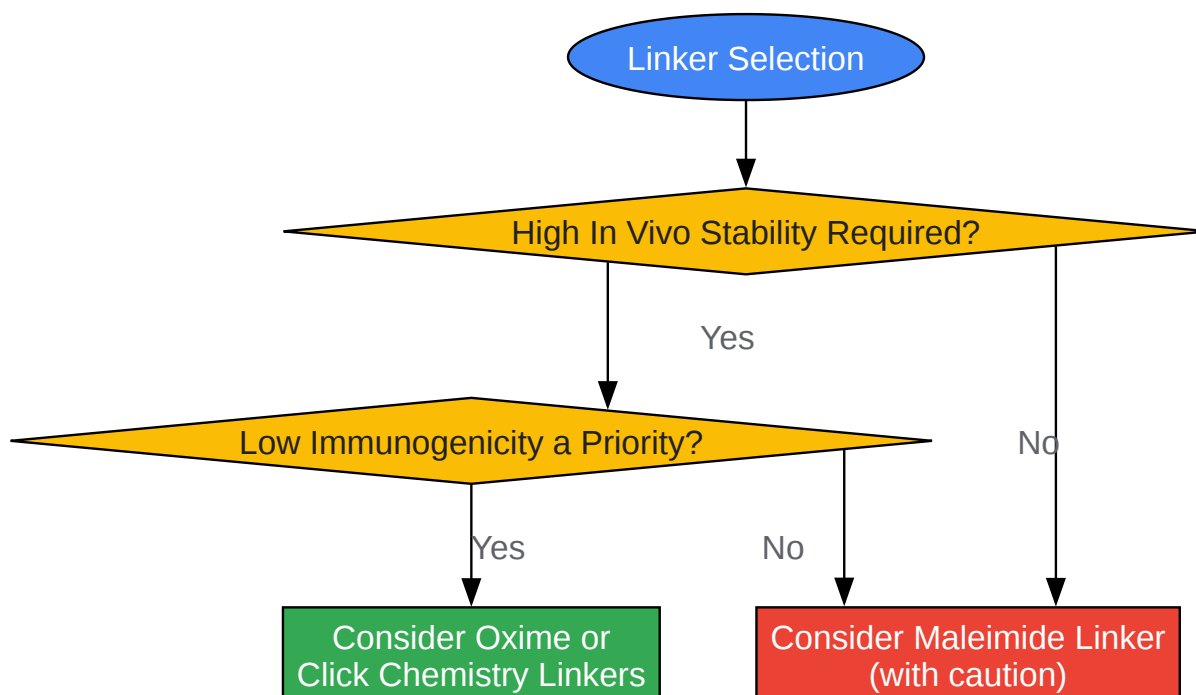 Linker Selection
High In Vivo Stability Required?
Yes
Low Immunogenicity a Priority?
No
Yes
No
Consider Oxime or
Click Chemistry Linkers
Consider Maleimide Linker
(with caution)